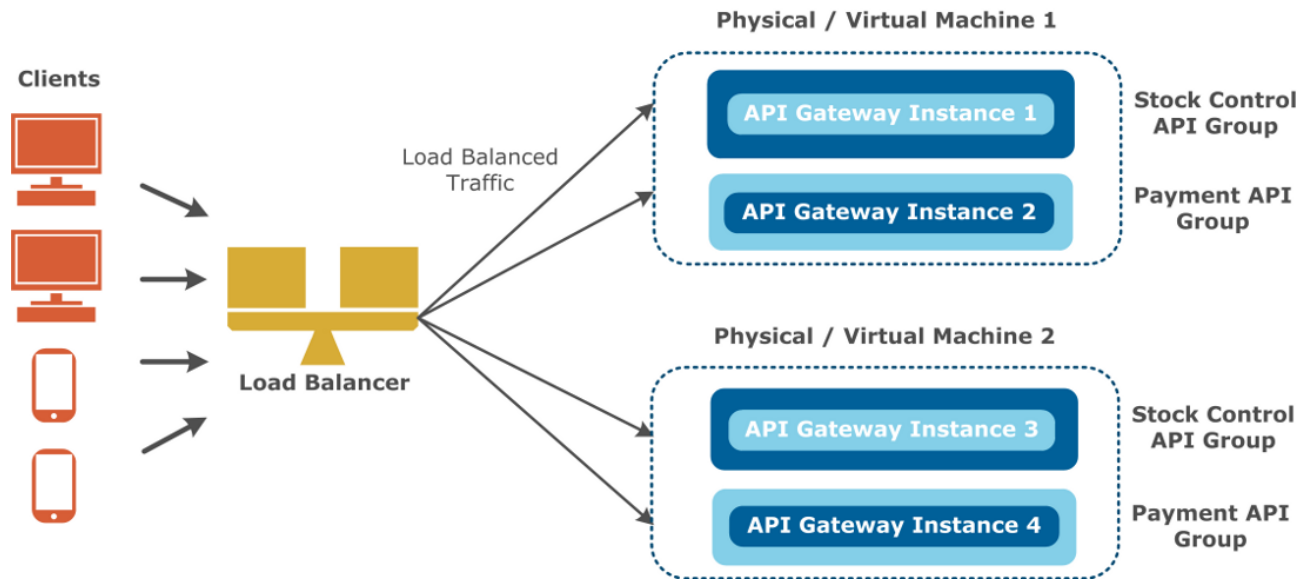 Physical / Virtual Machine 1
Clients
API Gateway Instance 1
Stock Control
API Group
Load Balanced
Traffic
API Gateway Instance 2
Payment API
Group
Load Balancer
Physical / Virtual Machine 2
API Gateway Instance 3
Stock Control
API Group
API Gateway Instance 4
Payment API
Group